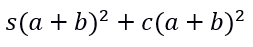 s(a + b)² + c(a + b)²